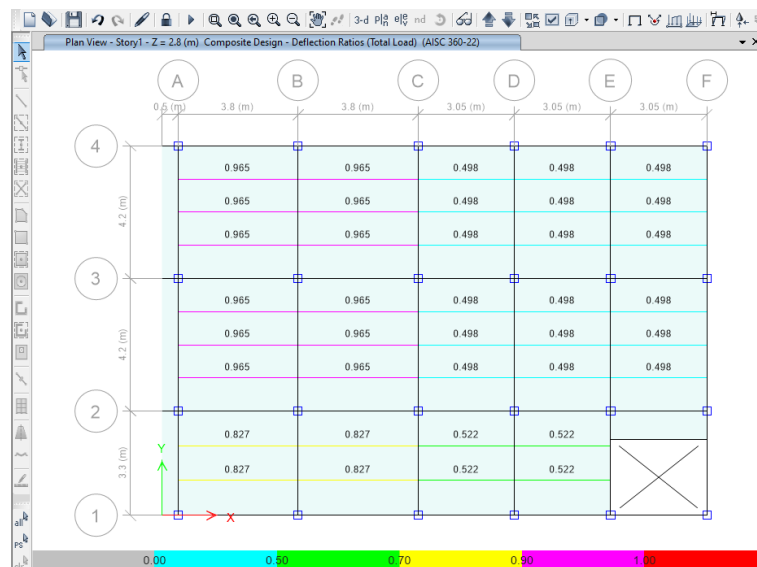 3-d
nd
Plan View - Story1 - Z = 2.8 (m) Composite Design - Deflection Ratios (Total Load) (AISC 360-22)
A B C D E F
0.5 (m) 3.8 (m) 3.8 (m) 3.05 (m) 3.05 (m) 3.05 (m)
4
0.965 0.965 0.498 0.498 0.498
0.965 0.965 0.498 0.498 0.498
4.2 (m)
0.965 0.965 0.498 0.498 0.498
3
0.965 0.965 0.498 0.498 0.498
0.965 0.965 0.498 0.498 0.498
4.2 (m)
0.965 0.965 0.498 0.498 0.498
2
0.827 0.827 0.522 0.522
Y
3.3 (m)
0.827 0.827 0.522 0.522
1
X
all
PS
0.00 0.50 0.70 0.90 1.00